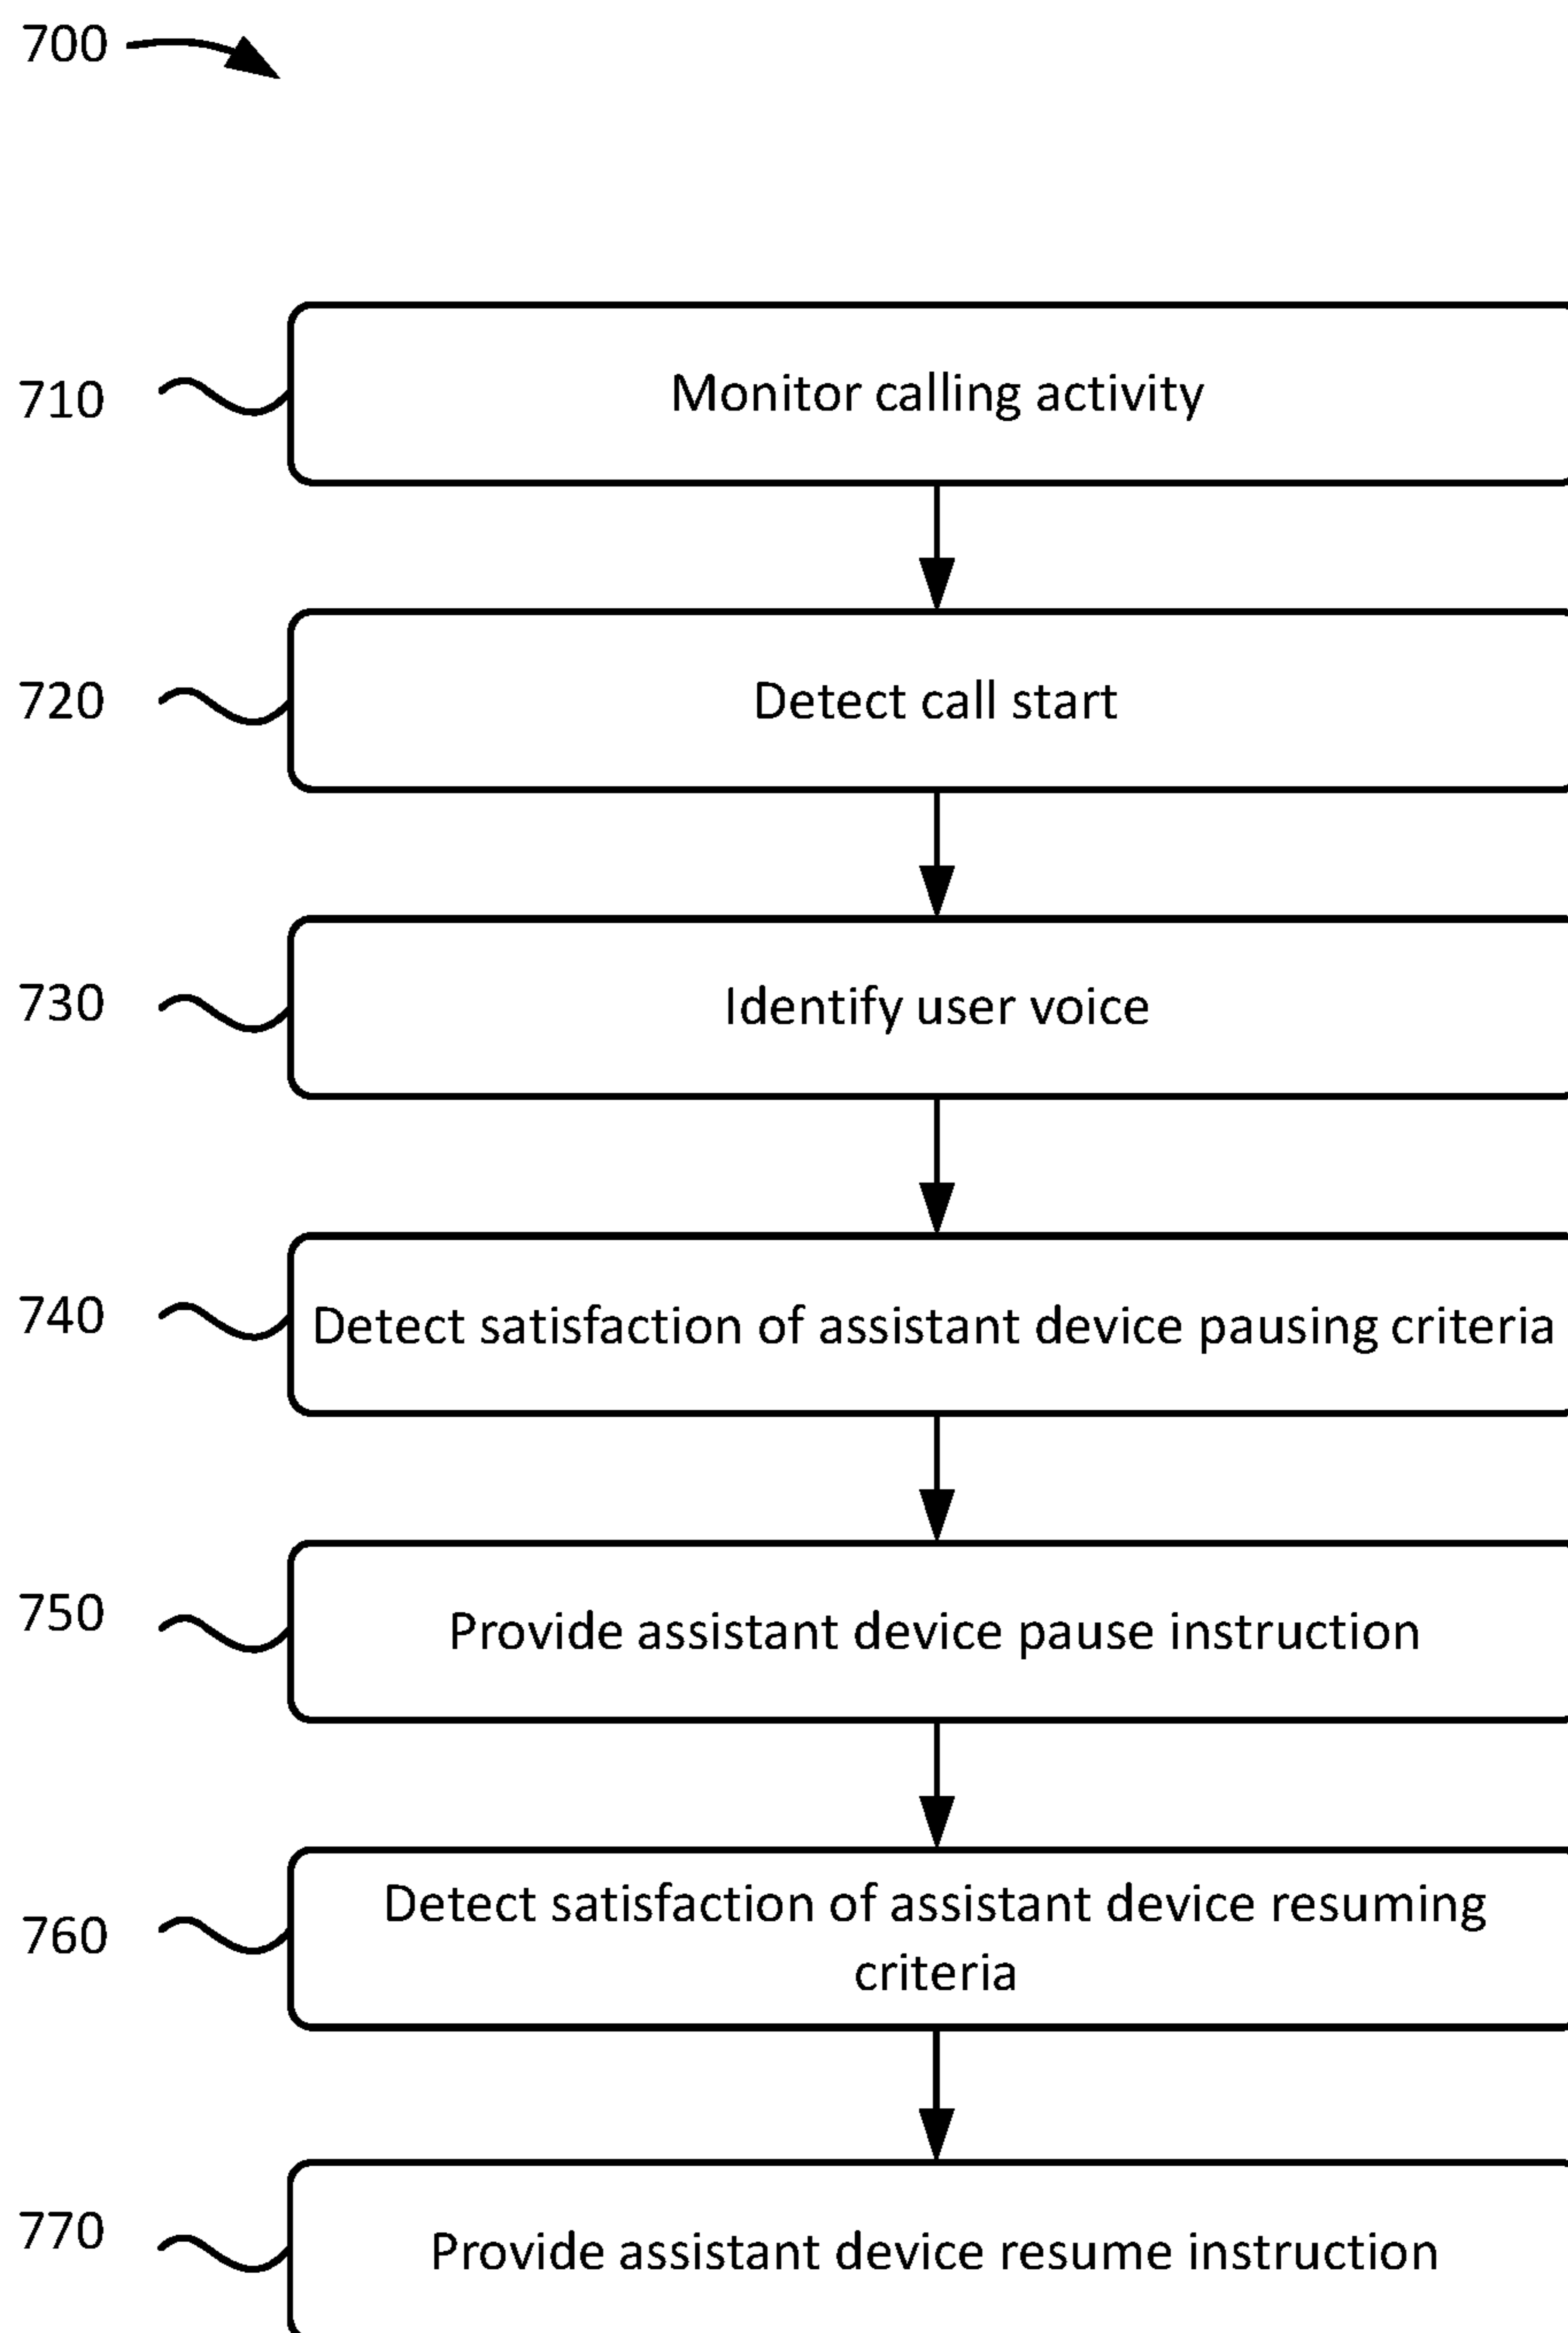 700
710
Monitor calling activity
720
Detect call start
730
Identify user voice
740
Detect satisfaction of assistant device pausing criteria
750
Provide assistant device pause instruction
760
Detect satisfaction of assistant device resuming
criteria
770
Provide assistant device resume instruction